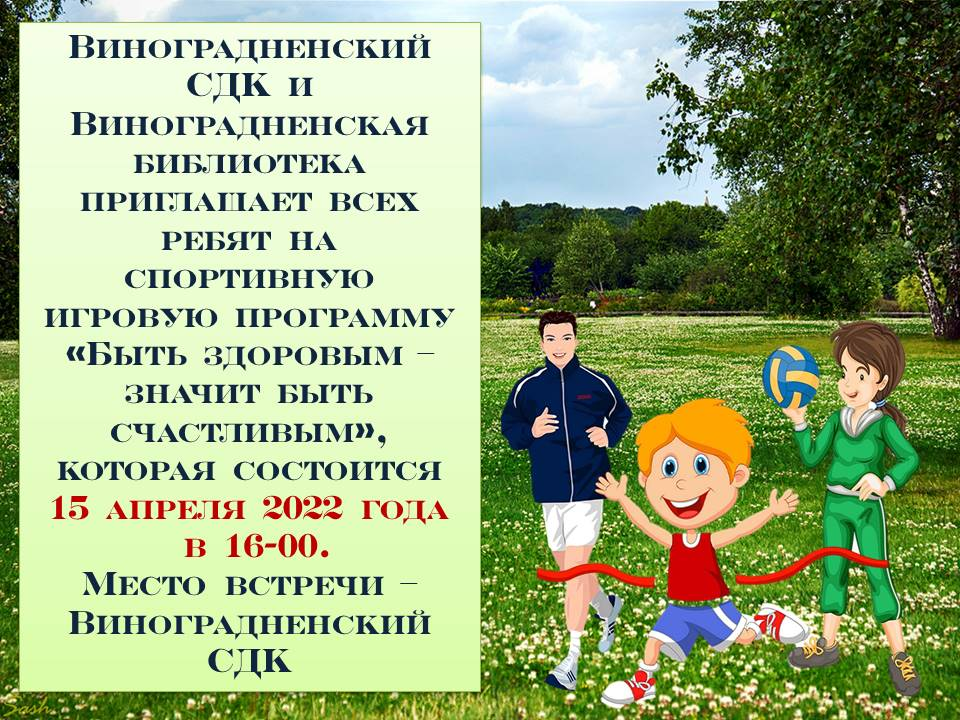 Виноградненский
СДК и
Виноградненская
библиотека
приглашает всех
ребят на
спортивную
игровую программу
«Быть здоровым –
значит быть
счастливым»,
которая состоится
15 апреля 2022 года
в 16-00.
Место встречи –
Виноградненский
СДК
Sash